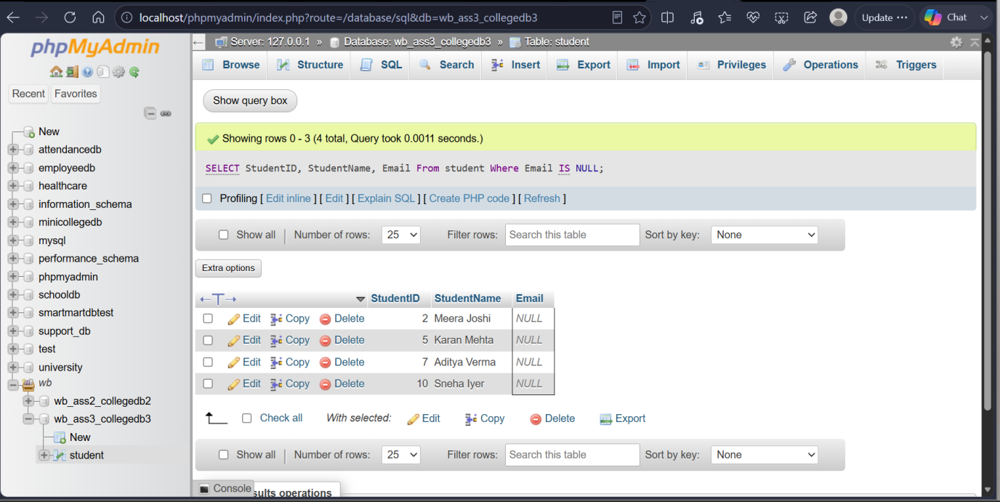 localhost/phpmyadmin/index.php?route=/database/sql&db=wb_ass3_collegedb3
Update
Chat
phpMyAdmin
Recent
Favorites
New
attendancedb
employeedb
healthcare
information_schema
minicollegedb
mysql
performance_schema
phpmyadmin
schooldb
smartmartdbtest
support_db
test
university
wb
wb_ass2_collegedb2
wb_ass3_collegedb3
New
student
Server: 127.0.0.1 » Database: wb_ass3_collegedb3 » Table: student
Browse Structure SQL Search Insert Export Import Privileges Operations Triggers
Show query box
Showing rows 0 - 3 (4 total, Query took 0.0011 seconds.)
SELECT StudentID, StudentName, Email From student Where Email IS NULL;
Profiling [ Edit inline ] [ Edit ] [ Explain SQL ] [ Create PHP code ] [ Refresh ]
Show all | Number of rows: 25 Filter rows: Search this table Sort by key: None
Extra options
StudentID StudentName Email
Edit Copy Delete 2 Meera Joshi NULL
Edit Copy Delete 5 Karan Mehta NULL
Edit Copy Delete 7 Aditya Verma NULL
Edit Copy Delete 10 Sneha Iyer NULL
Check all With selected: Edit Copy Delete Export
Show all | Number of rows: 25 Filter rows: Search this table Sort by key: None
Console
sults operations